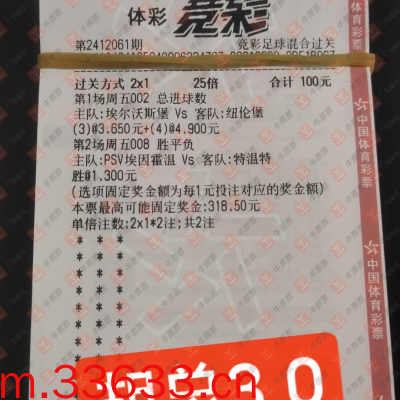 体彩 竞彩
第2412061期 竞彩足球混合过关
过关方式 2x1 25倍 合计 100元
第1场周五002 总进球数
主队:埃尔沃斯堡 Vs 客队:纽伦堡
(3)@3.650元+(4)@4.900元
第2场周五008 胜平负
主队:PSV埃因霍温 Vs 客队:特温特
胜@1.300元
(选项固定奖金额为每1元投注对应的奖金额)
本票最高可能固定奖金:318.50元
单倍注数:2x1*2注;共2注
* * *
* * *
* * *
* * *
* * *
* * *
* * *
* * *
中国体育彩票
中国体育彩票
m.33633.cn